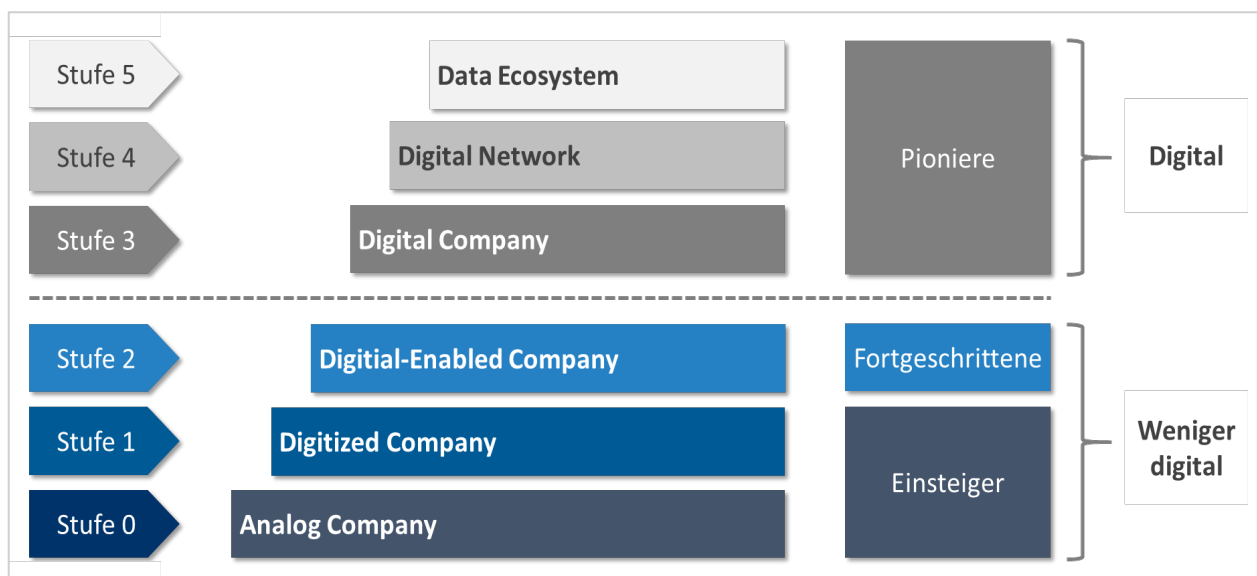 Stufe 5
Data Ecosystem
Stufe 4
Digital Network
Pioniere
Digital
Stufe 3
Digital Company
Stufe 2
Digitial-Enabled Company
Fortgeschrittene
Stufe 1
Digitized Company
Weniger
digital
Einsteiger
Stufe 0
Analog Company